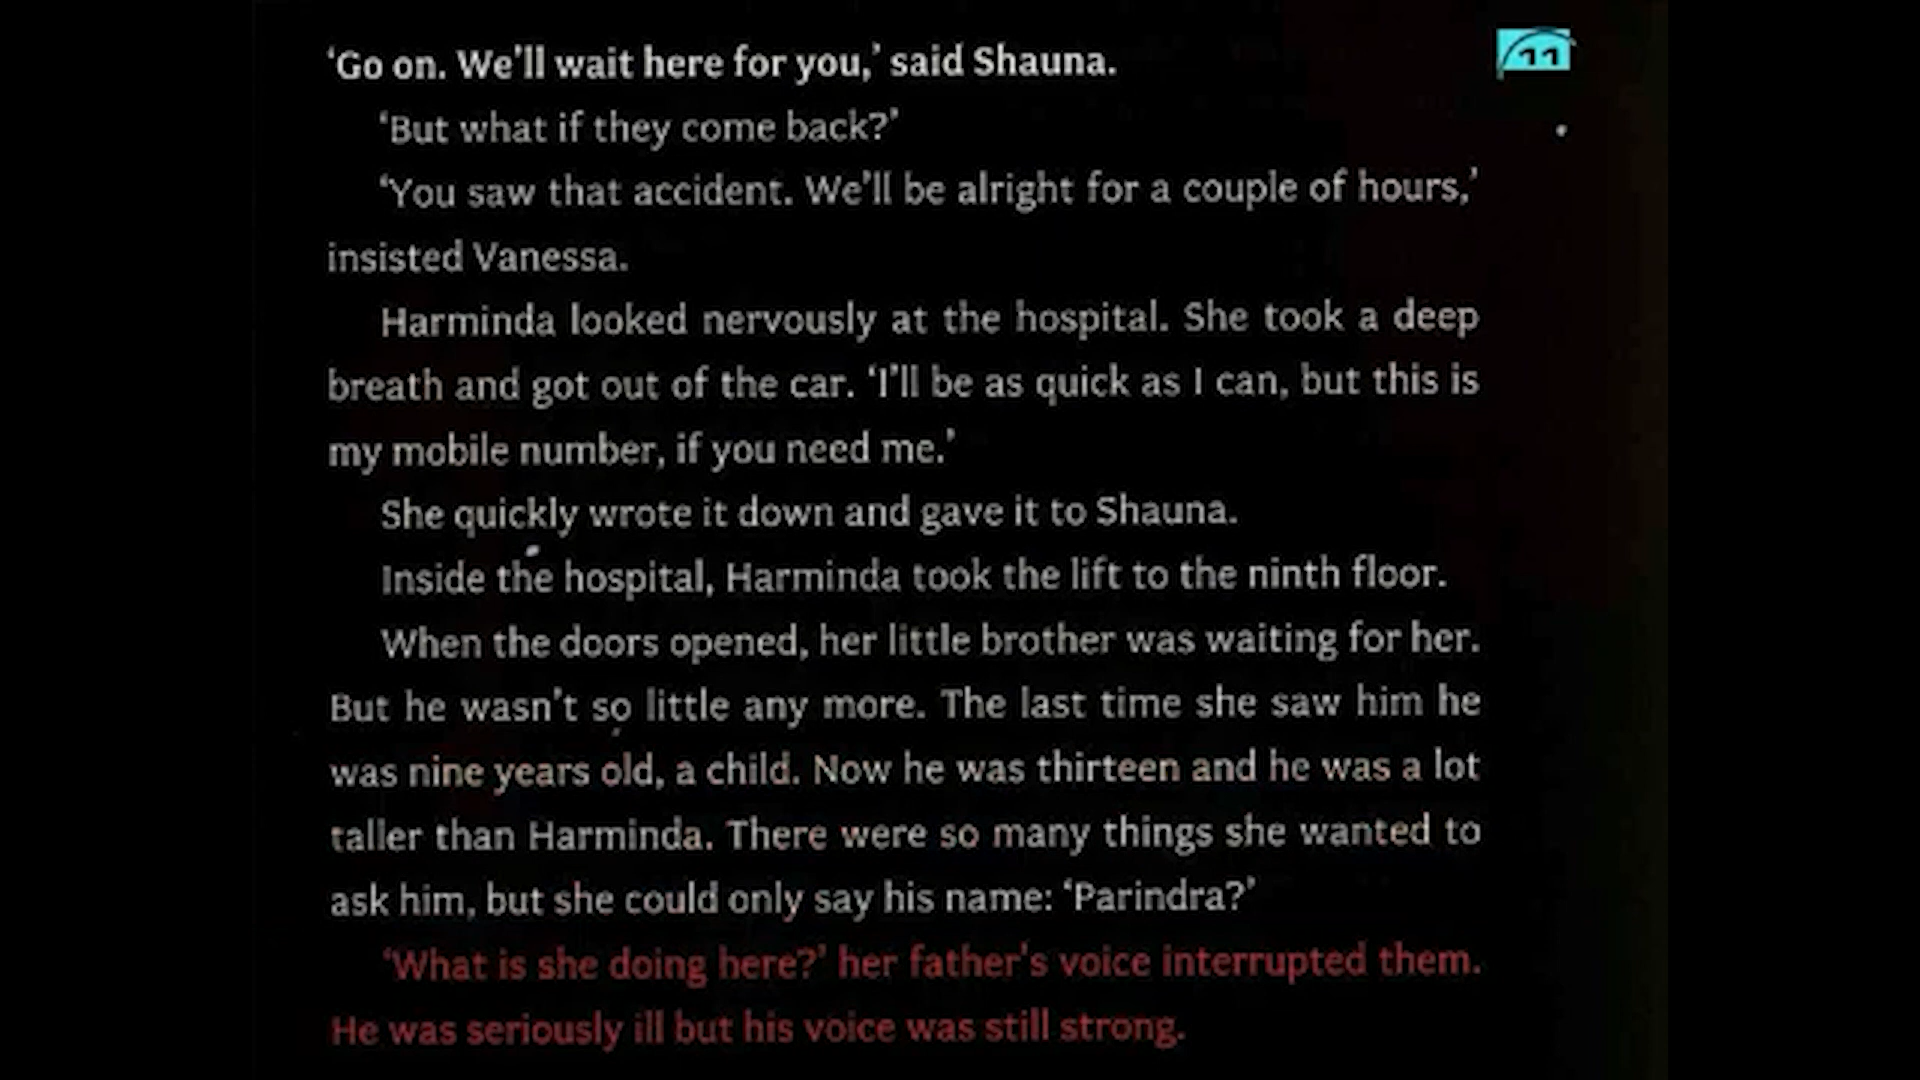 ‘Go on. We’ll wait here for you,’ said Shauna.
11
‘But what if they come back?’
‘You saw that accident. We’ll be alright for a couple of hours,’
insisted Vanessa.
Harminda looked nervously at the hospital. She took a deep
breath and got out of the car. ‘I’ll be as quick as I can, but this is
my mobile number, if you need me.’
She quickly wrote it down and gave it to Shauna.
Inside the hospital, Harminda took the lift to the ninth floor.
When the doors opened, her little brother was waiting for her.
But he wasn’t so little any more. The last time she saw him he
was nine years old, a child. Now he was thirteen and he was a lot
taller than Harminda. There were so many things she wanted to
ask him, but she could only say his name: ‘Parindra?’
‘What is she doing here?’ her father’s voice interrupted them.
He was seriously ill but his voice was still strong.